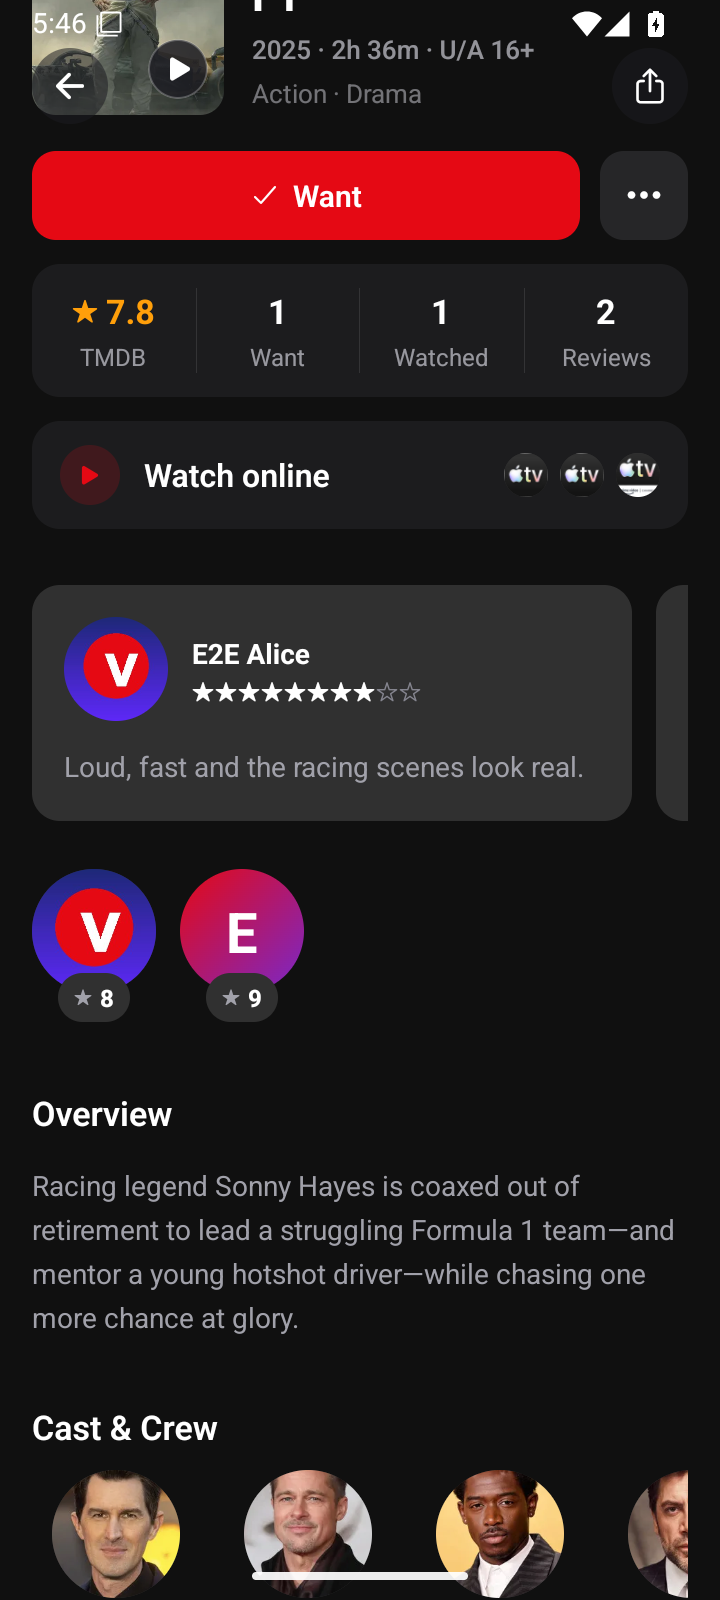 5:46
2025 · 2h 36m · U/A 16+
Action · Drama
Want
★ 7.8
TMDB
1
Want
1
Watched
2
Reviews
Watch online
tv
tv
tv
V
E2E Alice
Loud, fast and the racing scenes look real.
V
★ 8
E
★ 9
Overview
Racing legend Sonny Hayes is coaxed out of
retirement to lead a struggling Formula 1 team—and
mentor a young hotshot driver—while chasing one
more chance at glory.
Cast & Crew